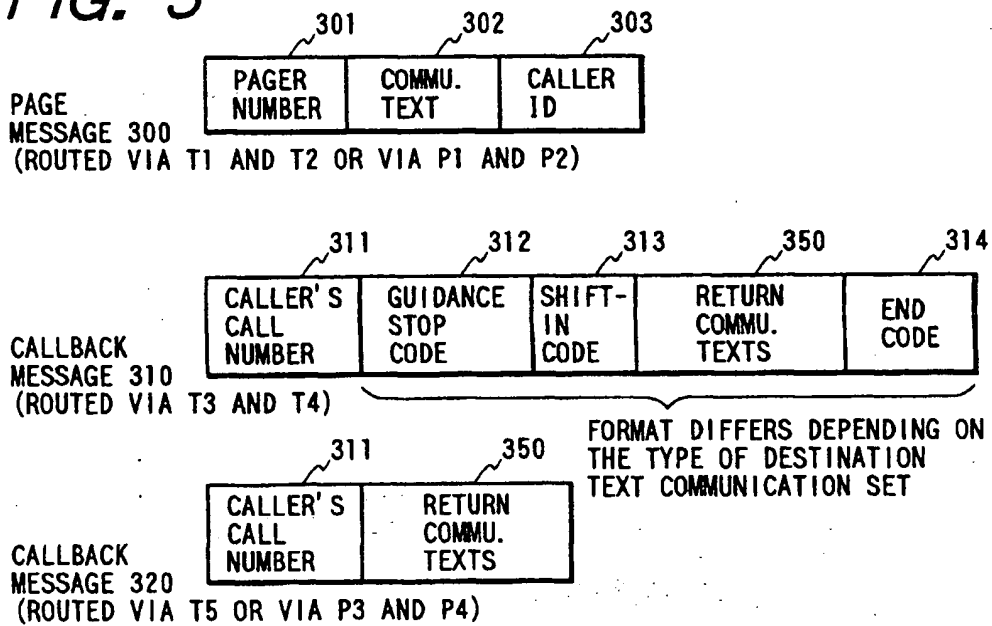 FIG. 3
301 302 303
PAGER NUMBER COMMU. TEXT CALLER ID
PAGE
MESSAGE 300
(ROUTED VIA T1 AND T2 OR VIA P1 AND P2)
311 312 313 350 314
CALLER'S CALL NUMBER GUIDANCE STOP CODE SHIFT-IN CODE RETURN COMMU. TEXTS END CODE
CALLBACK
MESSAGE 310
(ROUTED VIA T3 AND T4)
FORMAT DIFFERS DEPENDING ON
THE TYPE OF DESTINATION
TEXT COMMUNICATION SET
311 350
CALLER'S CALL NUMBER RETURN COMMU. TEXTS
CALLBACK
MESSAGE 320
(ROUTED VIA T5 OR VIA P3 AND P4)